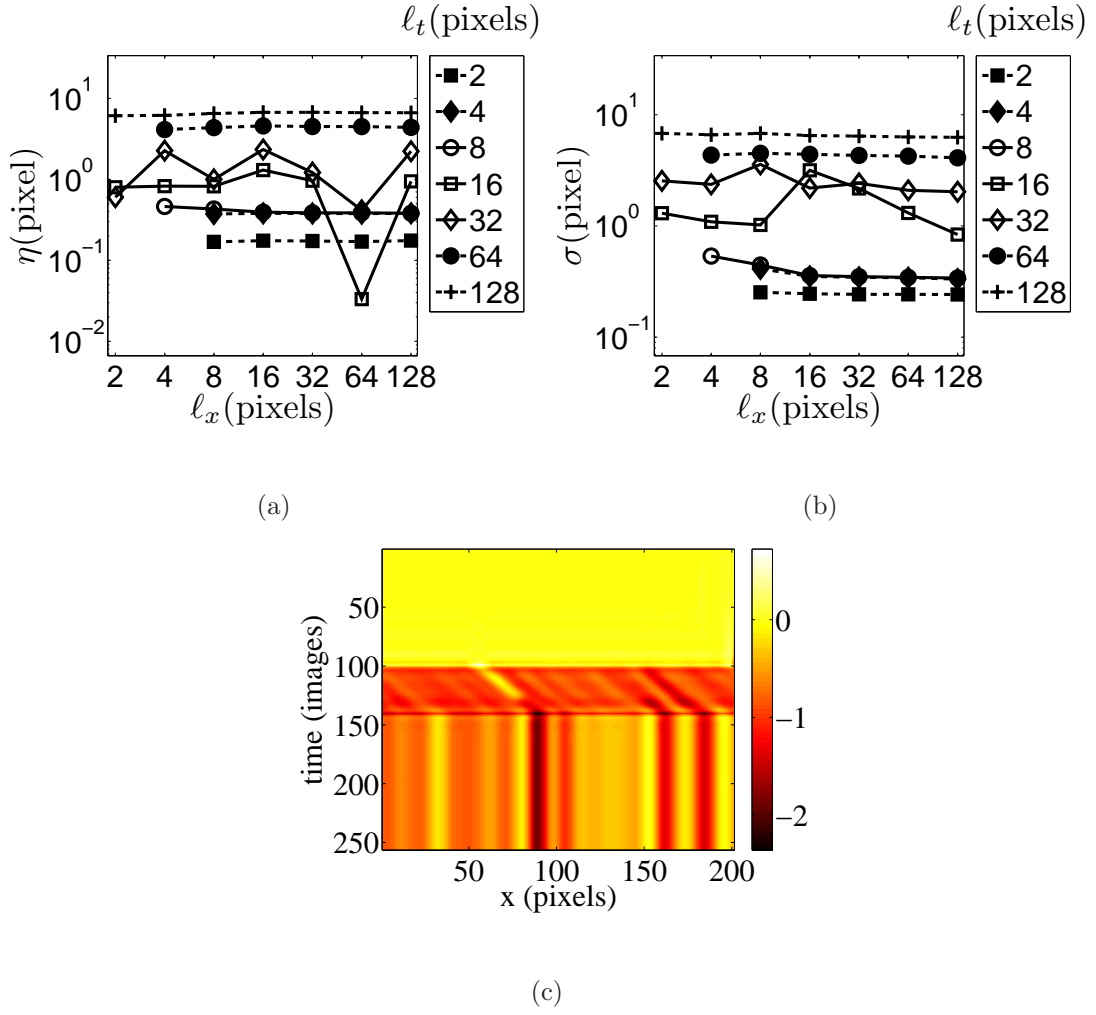 ℓt(pixels)
2
4
8
16
32
64
128
10^1
10^0
10^−1
10^−2
η(pixel)
2 4 8 16 32 64 128
ℓx(pixels)
(a)
ℓt(pixels)
2
4
8
16
32
64
128
10^1
10^0
10^−1
σ(pixel)
2 4 8 16 32 64 128
ℓx(pixels)
(b)
time (images)
50
100
150
200
250
50 100 150 200
x (pixels)
0
−1
−2
(c)